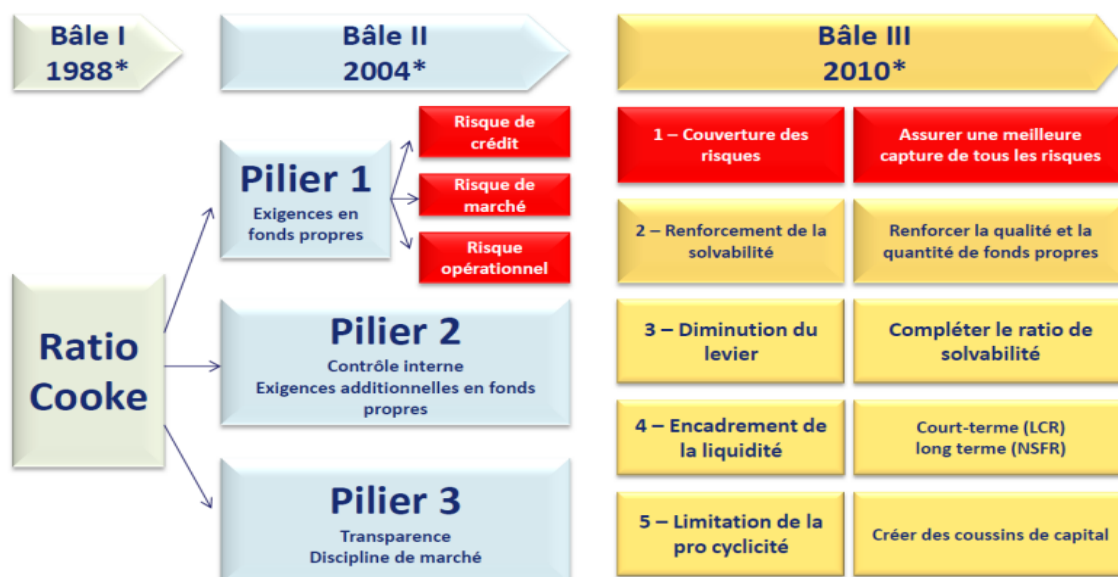 Bâle I
1988*
Bâle II
2004*
Bâle III
2010*
Ratio
Cooke
Pilier 1
Exigences en
fonds propres
Risque de
crédit
Risque de
marché
Risque
opérationnel
Pilier 2
Contrôle interne
Exigences additionnelles en fonds
propres
Pilier 3
Transparence
Discipline de marché
1 – Couverture des
risques
Assurer une meilleure
capture de tous les risques
2 – Renforcement de la
solvabilité
Renforcer la qualité et la
quantité de fonds propres
3 – Diminution du
levier
Compléter le ratio de
solvabilité
4 – Encadrement de
la liquidité
Court-terme (LCR)
long terme (NSFR)
5 – Limitation de la
pro cyclicité
Créer des coussins de capital